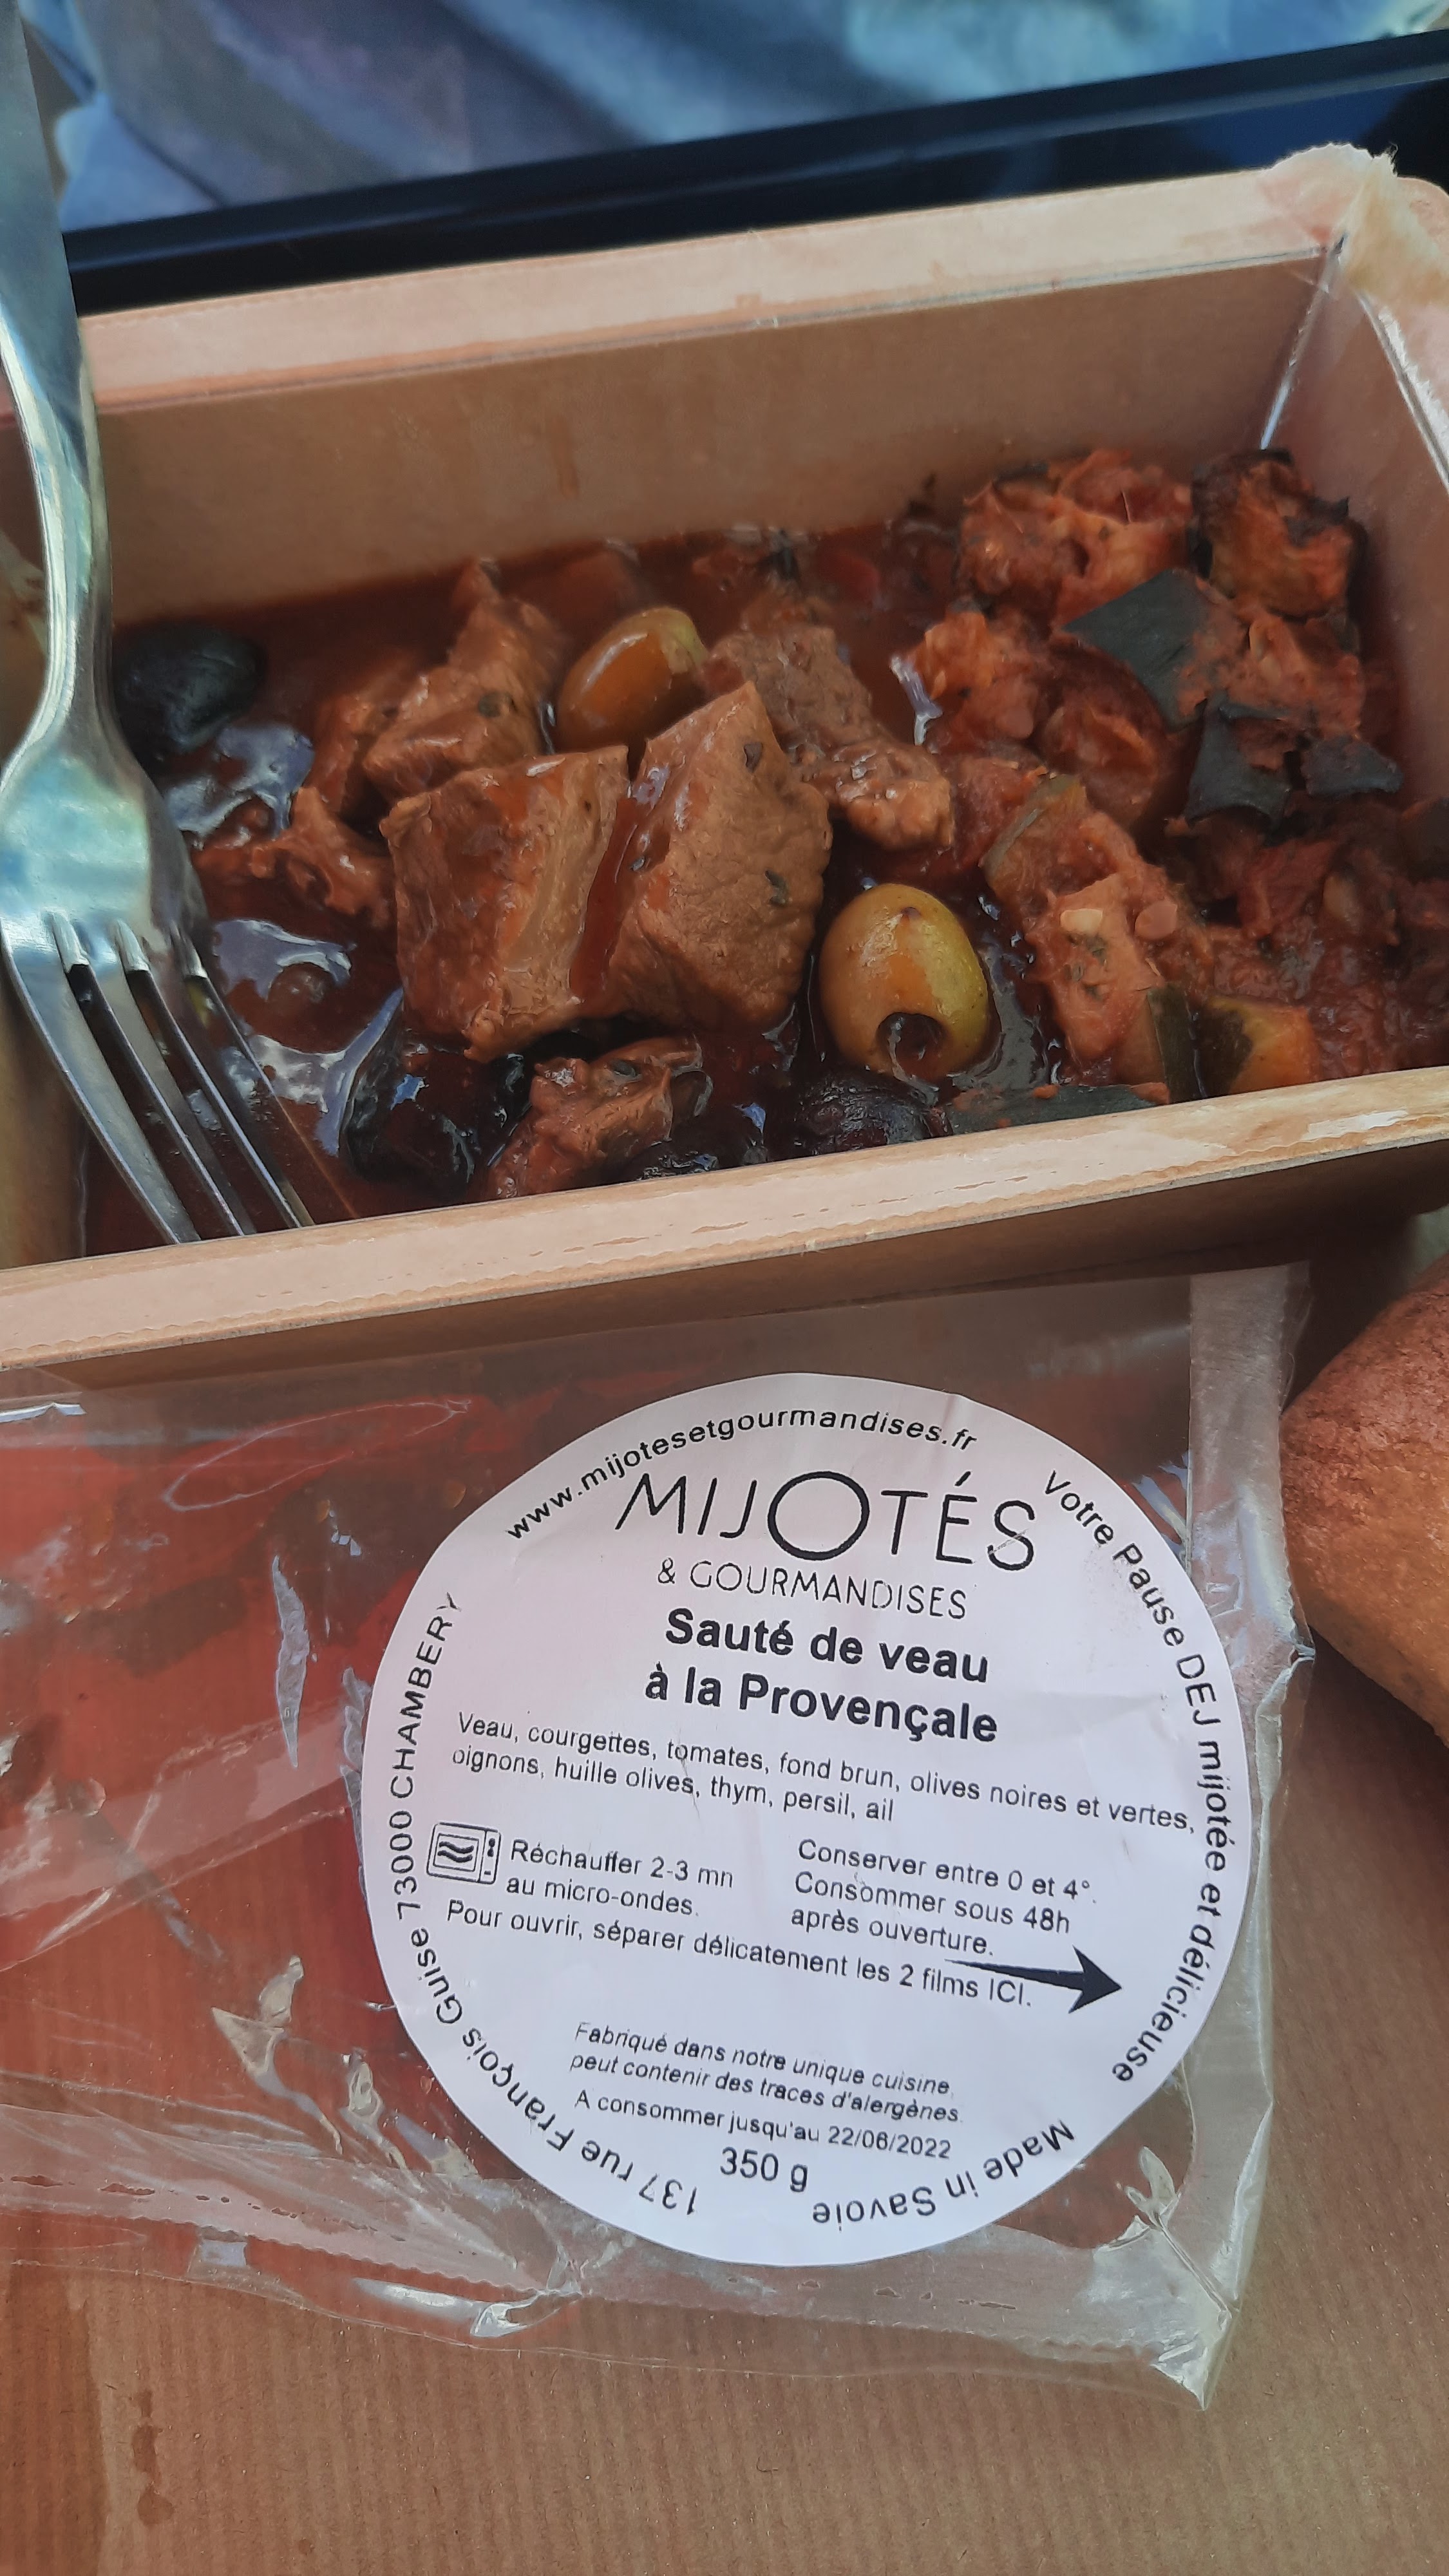 www.mijotesetgourmandises.fr
MIJOTÉS
& GOURMANDISES
Votre Pause DEJ mijotée et délicieuse
Sauté de veau
à la Provençale
Veau, courgettes, tomates, fond brun, olives noires et vertes,
oignons, huille olives, thym, persil, ail
Réchauffer 2-3 mn
au micro-ondes.
Conserver entre 0 et 4°.
Consommer sous 48h
après ouverture.
Pour ouvrir, séparer délicatement les 2 films ICI.
Fabriqué dans notre unique cuisine,
peut contenir des traces d'alergènes.
A consommer jusqu'au 22/06/2022
350 g
137 rue François Guise 73000 CHAMBERY
Made in Savoie